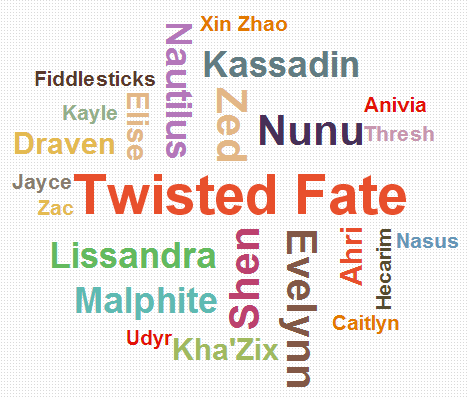 Xin Zhao
Nautilus
Kassadin
Fiddlesticks
Elise
Zed
Anivia
Kayle
Nunu
Thresh
Draven
Jayce
Twisted Fate
Zac
Lissandra
Shen
Evelynn
Ahri
Hecarim
Nasus
Malphite
Caitlyn
Udyr
Kha'Zix